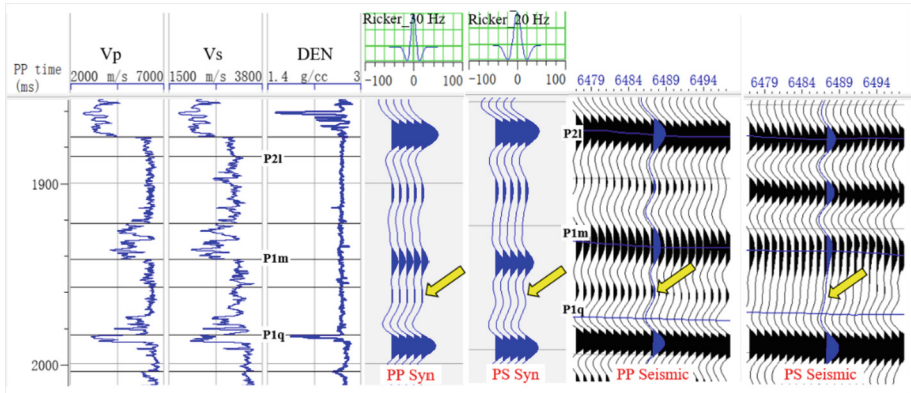 Ricker_30 Hz Ricker_20 Hz
Vp Vs DEN
PP time
(ms)
2000 m/s 7000 1500 m/s 3800 1.4 g/cc 3
-100 0 100 -100 0 100
6479 6484 6489 6494 6479 6484 6489 6494
P2l P2l
1900
P1m P1m
P1q P1q
2000
PP Syn PS Syn PP Seismic PS Seismic